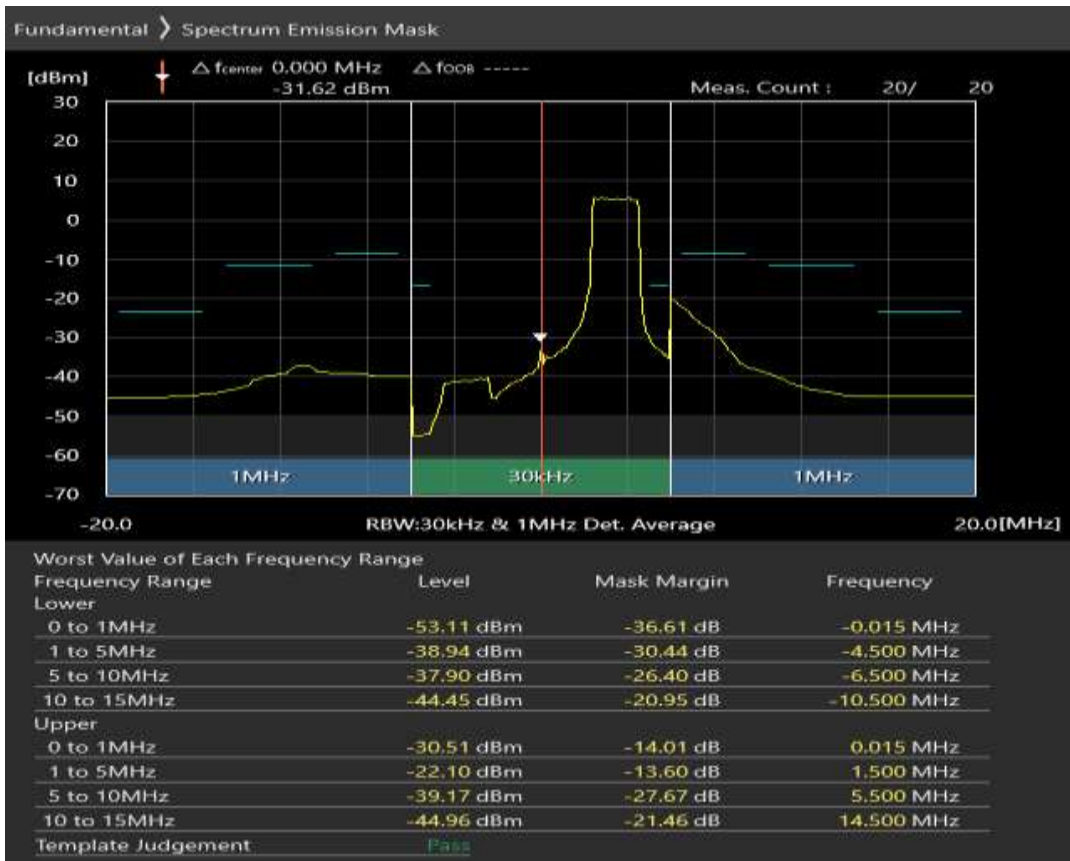 Fundamental 〉 Spectrum Emission Mask
[dBm] △ fcenter 0.000 MHz △ fOOB -----
-31.62 dBm Meas. Count : 20/ 20
30
20
10
0
-10
-20
-30
-40
-50
-60
-70
1MHz 30kHz 1MHz
-20.0 RBW:30kHz & 1MHz Det. Average 20.0[MHz]
Worst Value of Each Frequency Range
Frequency Range Level Mask Margin Frequency
Lower
0 to 1MHz -53.11 dBm -36.61 dB -0.015 MHz
1 to 5MHz -38.94 dBm -30.44 dB -4.500 MHz
5 to 10MHz -37.90 dBm -26.40 dB -6.500 MHz
10 to 15MHz -44.45 dBm -20.95 dB -10.500 MHz
Upper
0 to 1MHz -30.51 dBm -14.01 dB 0.015 MHz
1 to 5MHz -22.10 dBm -13.60 dB 1.500 MHz
5 to 10MHz -39.17 dBm -27.67 dB 5.500 MHz
10 to 15MHz -44.96 dBm -21.46 dB 14.500 MHz
Template Judgement Pass